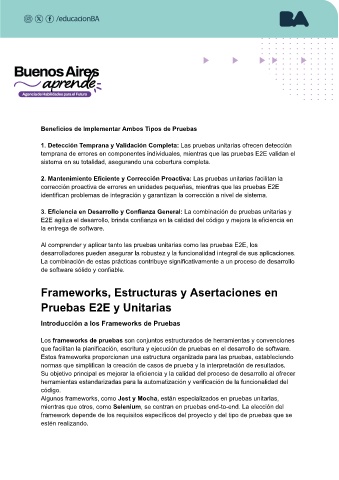 /educacionBA
BA
Buenos Aires
aprende
Agencia de Habilidades para el Futuro
Beneficios de Implementar Ambos Tipos de Pruebas
1. Detección Temprana y Validación Completa: Las pruebas unitarias ofrecen detección
temprana de errores en componentes individuales, mientras que las pruebas E2E validan el
sistema en su totalidad, asegurando una cobertura completa.
2. Mantenimiento Eficiente y Corrección Proactiva: Las pruebas unitarias facilitan la
corrección proactiva de errores en unidades pequeñas, mientras que las pruebas E2E
identifican problemas de integración y garantizan la corrección a nivel de sistema.
3. Eficiencia en Desarrollo y Confianza General: La combinación de pruebas unitarias y
E2E agiliza el desarrollo, brinda confianza en la calidad del código y mejora la eficiencia en
la entrega de software.
Al comprender y aplicar tanto las pruebas unitarias como las pruebas E2E, los
desarrolladores pueden asegurar la robustez y la funcionalidad integral de sus aplicaciones.
La combinación de estas prácticas contribuye significativamente a un proceso de desarrollo
de software sólido y confiable.
Frameworks, Estructuras y Asertaciones en
Pruebas E2E y Unitarias
Introducción a los Frameworks de Pruebas
Los frameworks de pruebas son conjuntos estructurados de herramientas y convenciones
que facilitan la planificación, escritura y ejecución de pruebas en el desarrollo de software.
Estos frameworks proporcionan una estructura organizada para las pruebas, estableciendo
normas que simplifican la creación de casos de prueba y la interpretación de resultados.
Su objetivo principal es mejorar la eficiencia y la calidad del proceso de desarrollo al ofrecer
herramientas estandarizadas para la automatización y verificación de la funcionalidad del
código.
Algunos frameworks, como Jest y Mocha, están especializados en pruebas unitarias,
mientras que otros, como Selenium, se centran en pruebas end-to-end. La elección del
framework depende de los requisitos específicos del proyecto y del tipo de pruebas que se
estén realizando.